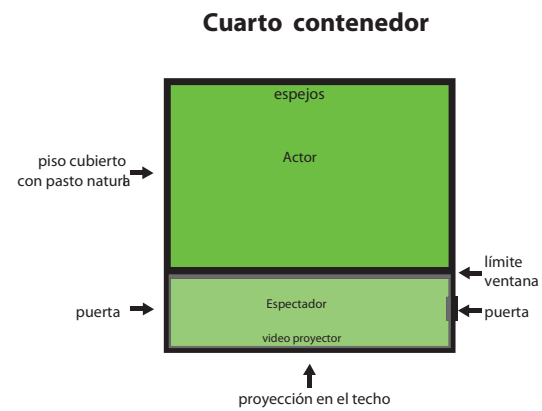 Cuarto contenedor
espejos
Actor
piso cubierto
con pasto natural
límite
ventana
Espectador
puerta
puerta
video proyector
proyección en el techo